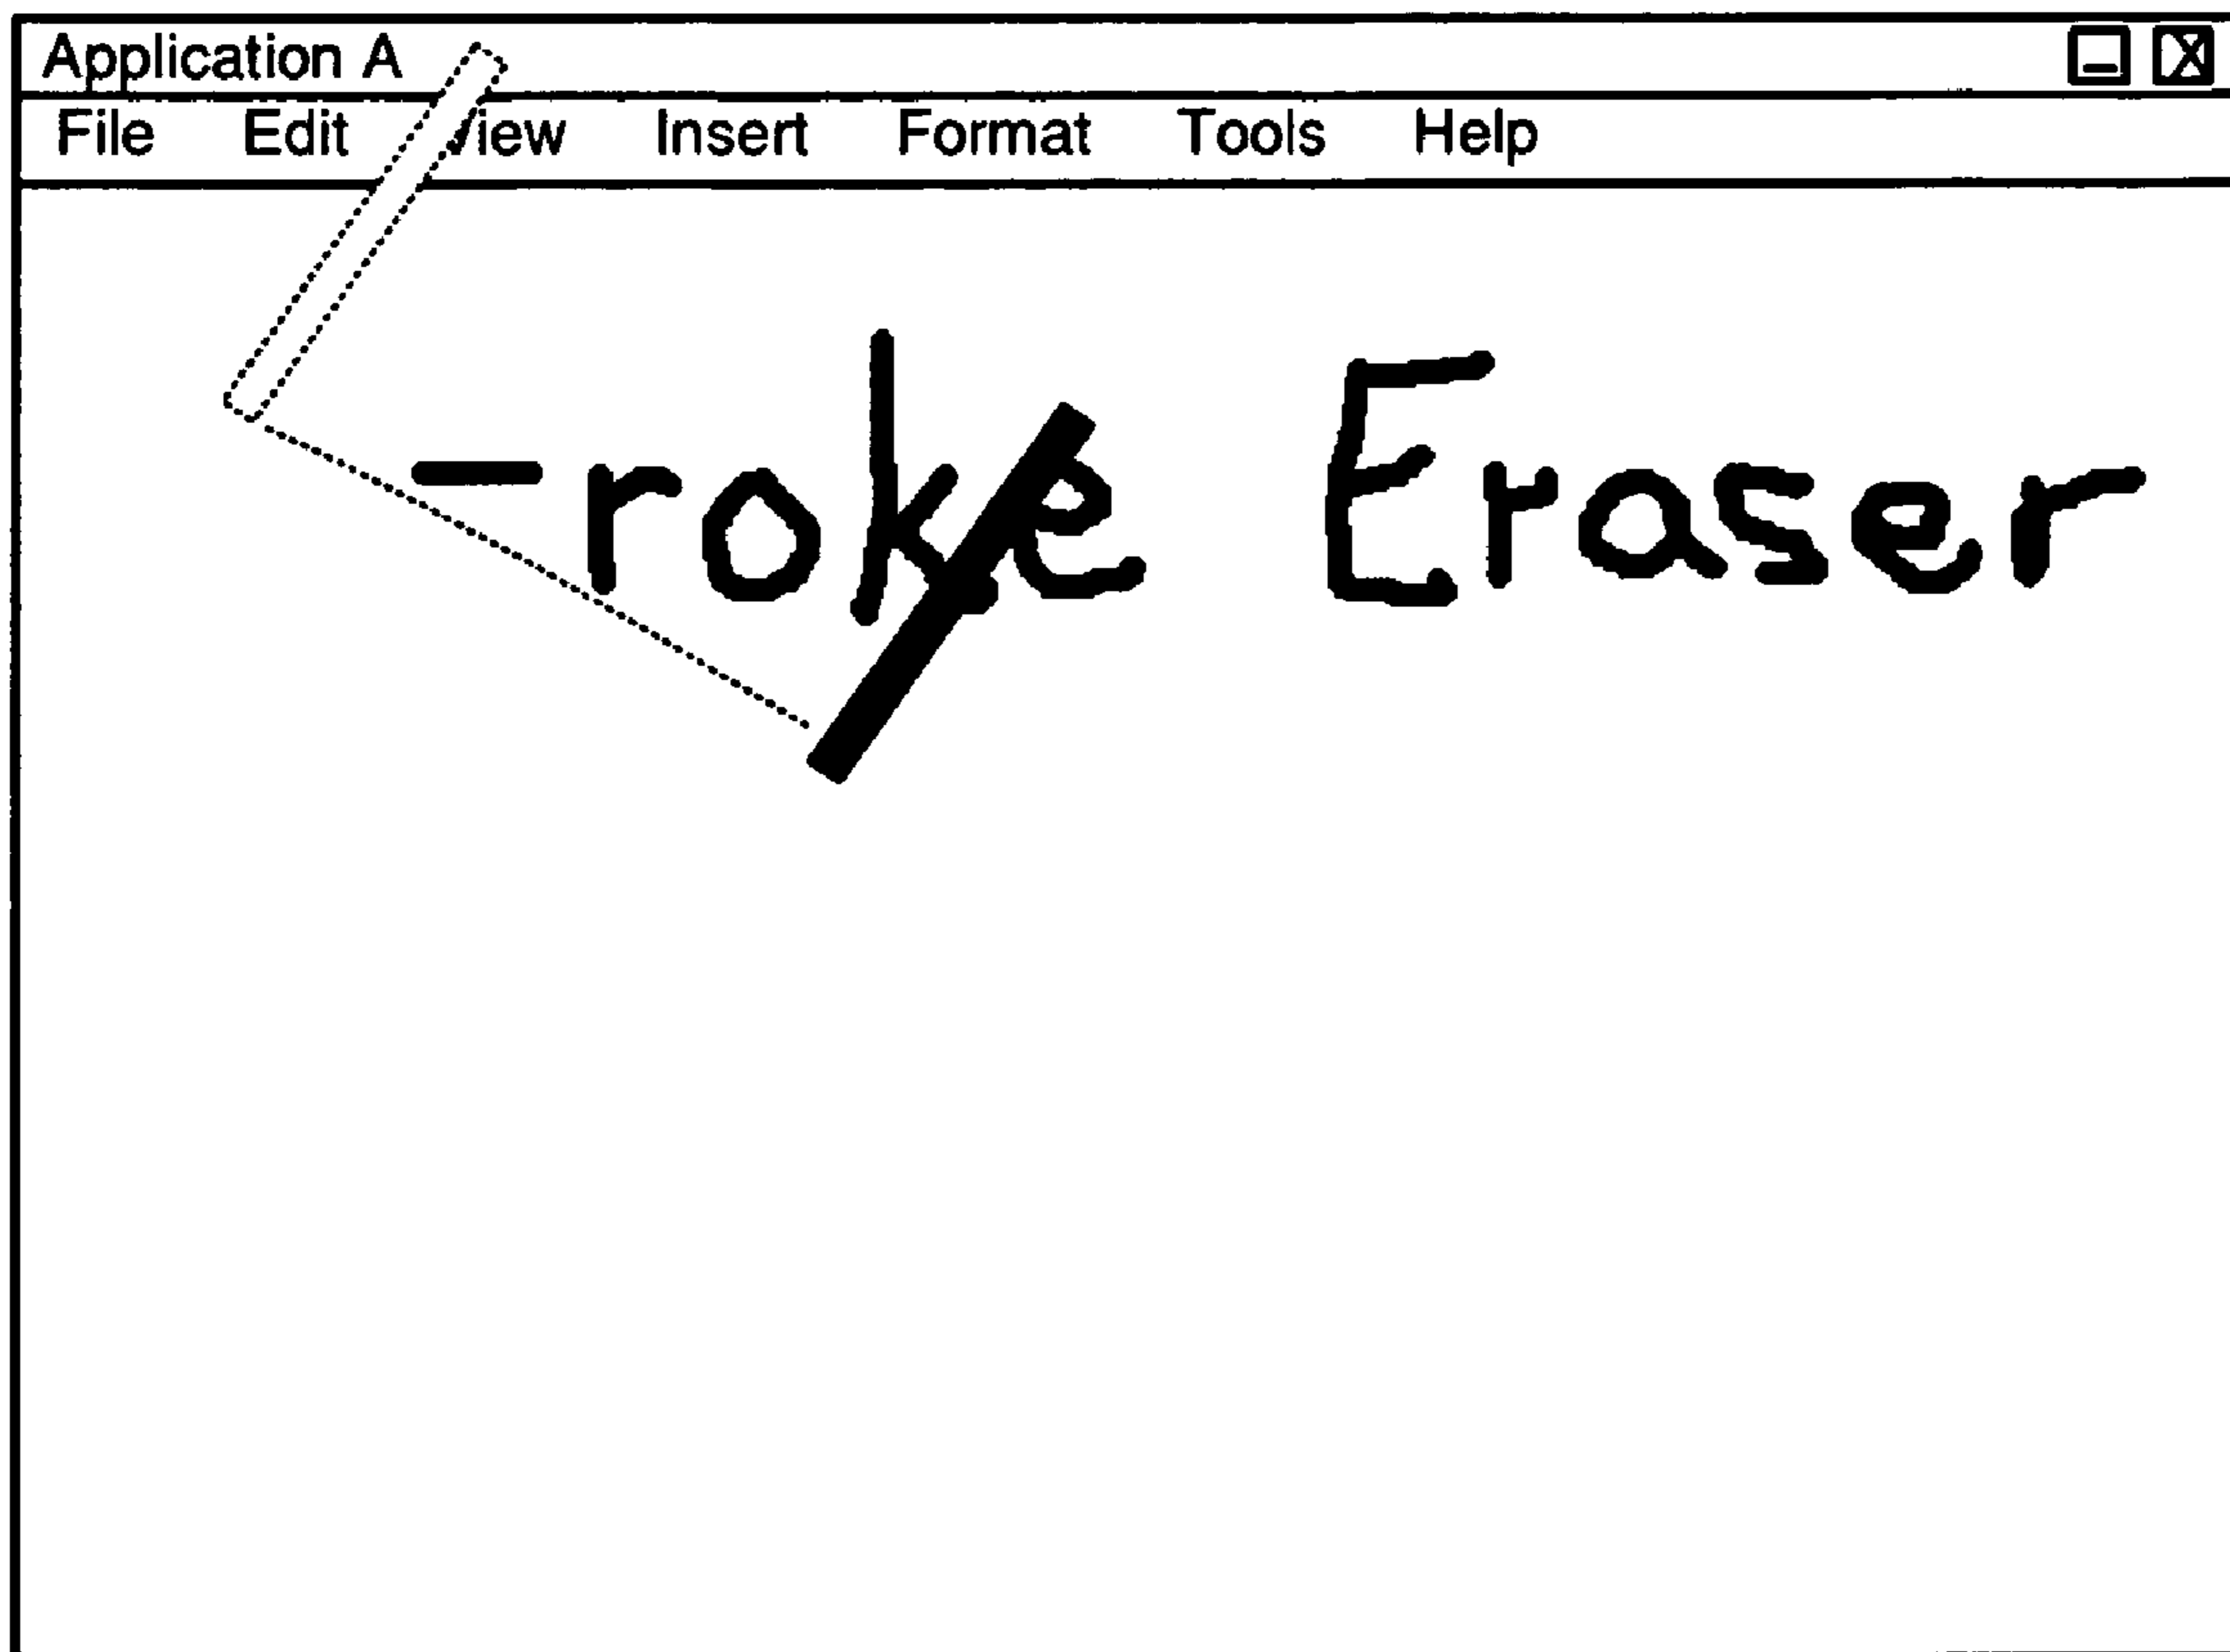 Application A
File Edit View Insert Format Tools Help
-roke Eraser